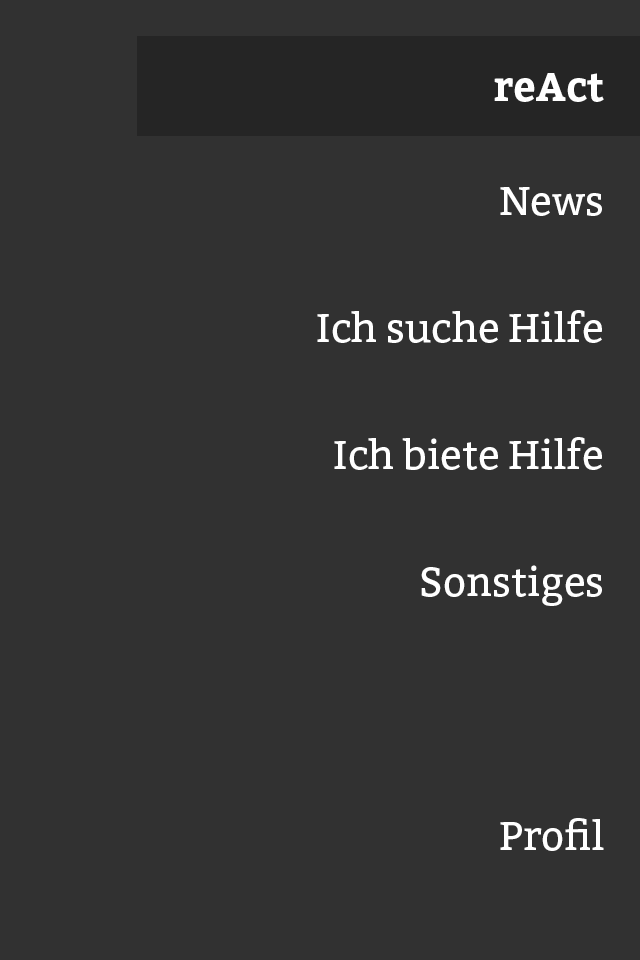 reAct
News
Ich suche Hilfe
Ich biete Hilfe
Sonstiges
Profil